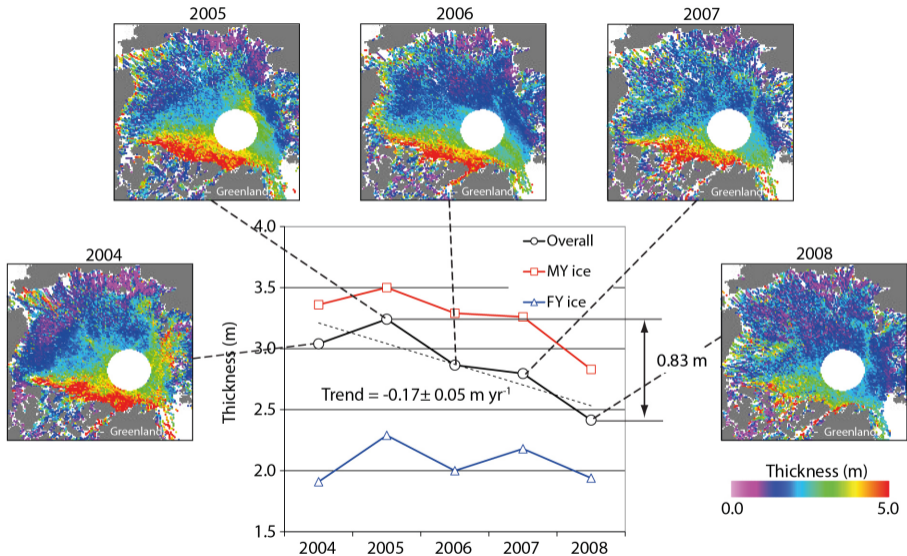 2005
2006
2007
Greenland
Greenland
Greenland
2004
Greenland
2008
Greenland
4.0
3.5
3.0
2.5
2.0
1.5
Thickness (m)
Overall
MY ice
FY ice
0.83 m
Trend = -0.17± 0.05 m yr⁻¹
2004 2005 2006 2007 2008
Thickness (m)
0.0 5.0